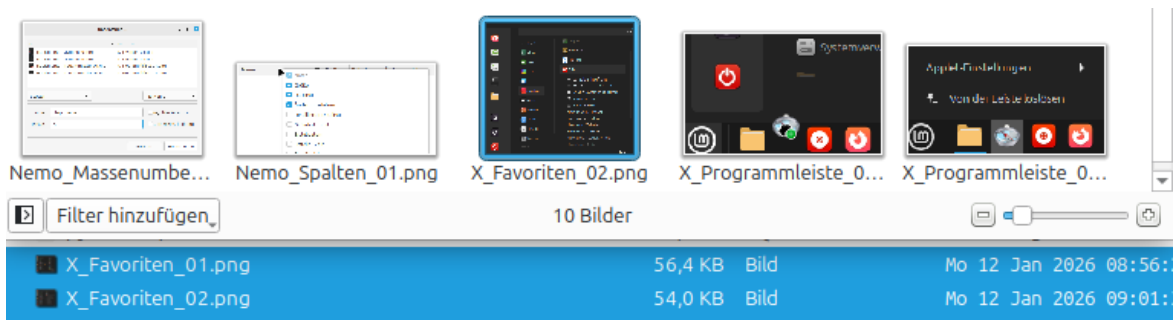 Systemverw
Applet-Einstellungen
Von der Leiste loslösen
Nemo_Massenumbe...
Nemo_Spalten_01.png
X_Favoriten_02.png
X_Programmleiste_0...
X_Programmleiste_0...
Filter hinzufügen
10 Bilder
X_Favoriten_01.png 56,4 KB Bild Mo 12 Jan 2026 08:56:
X_Favoriten_02.png 54,0 KB Bild Mo 12 Jan 2026 09:01: